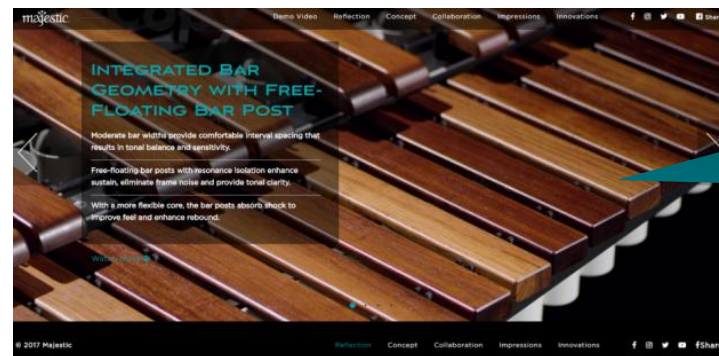 majestic
Demo Video Reflection Concept Collaboration Impressions Innovations Shar
Integrated Bar
Geometry with Free-
Floating Bar Post
Moderate bar widths provide comfortable interval spacing that
results in tonal balance and sensitivity.
Free-floating bar posts with resonance isolation enhance
sustain, eliminate frame noise and provide tonal clarity.
With a more flexible core, the bar posts absorb shock to
improve feel and enhance rebound.
© 2017 Majestic
Reflection Concept Collaboration Impressions Innovations Shar